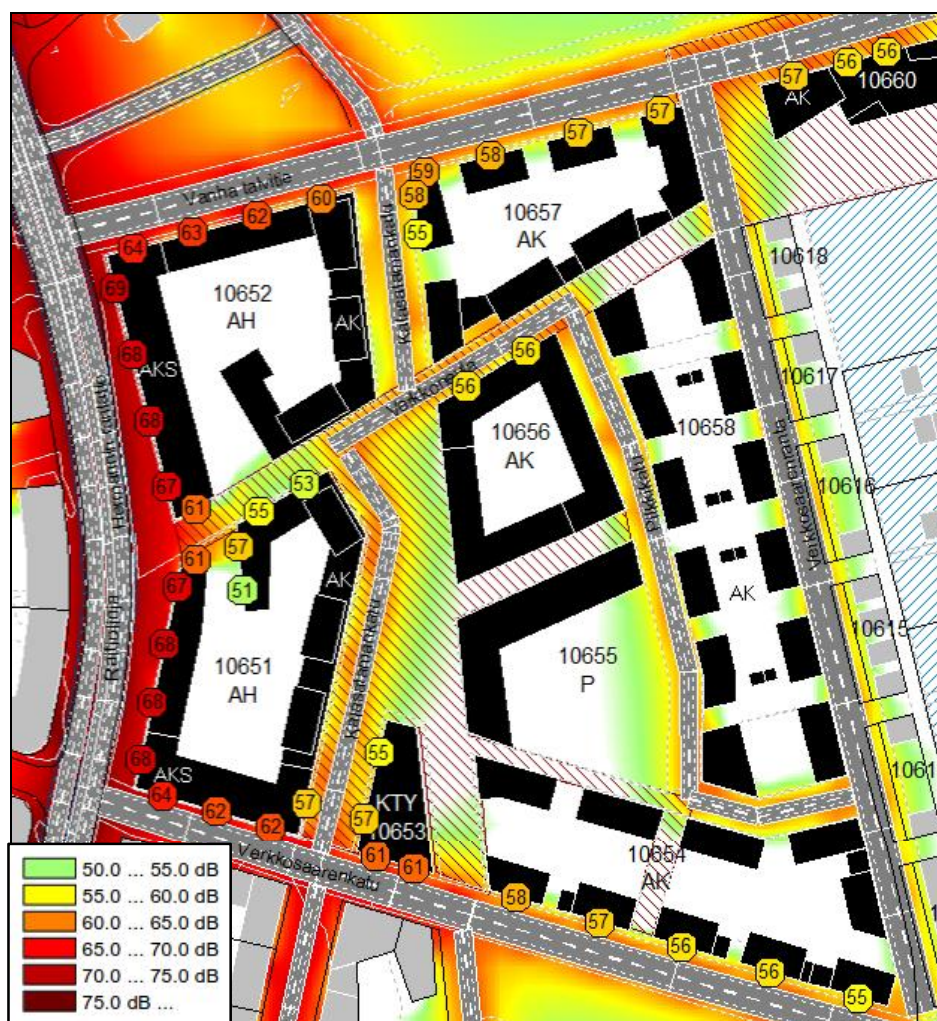 56
56
57
10660
AK
57
57
58
59
58
55
Vanha talvitie
60
62
63
64
69
10657
AK
10652
AH
AK
68
AKS
68
67
61
Kalasatamankatu
10618
10617
10616
10615
56
56
10656
AK
10658
Verkkosaarenranta
53
55
57
61
51
67
AK
AK
10651
AH
68
68
68
AKS
64
62
62
57
Kalasatamankatu
Raitiolinja
10655
P
55
KTY
10653
57
61
61
Verkkosaarenkatu
10654
AK
58
57
56
56
55
50.0 ... 55.0 dB
55.0 ... 60.0 dB
60.0 ... 65.0 dB
65.0 ... 70.0 dB
70.0 ... 75.0 dB
75.0 dB ...